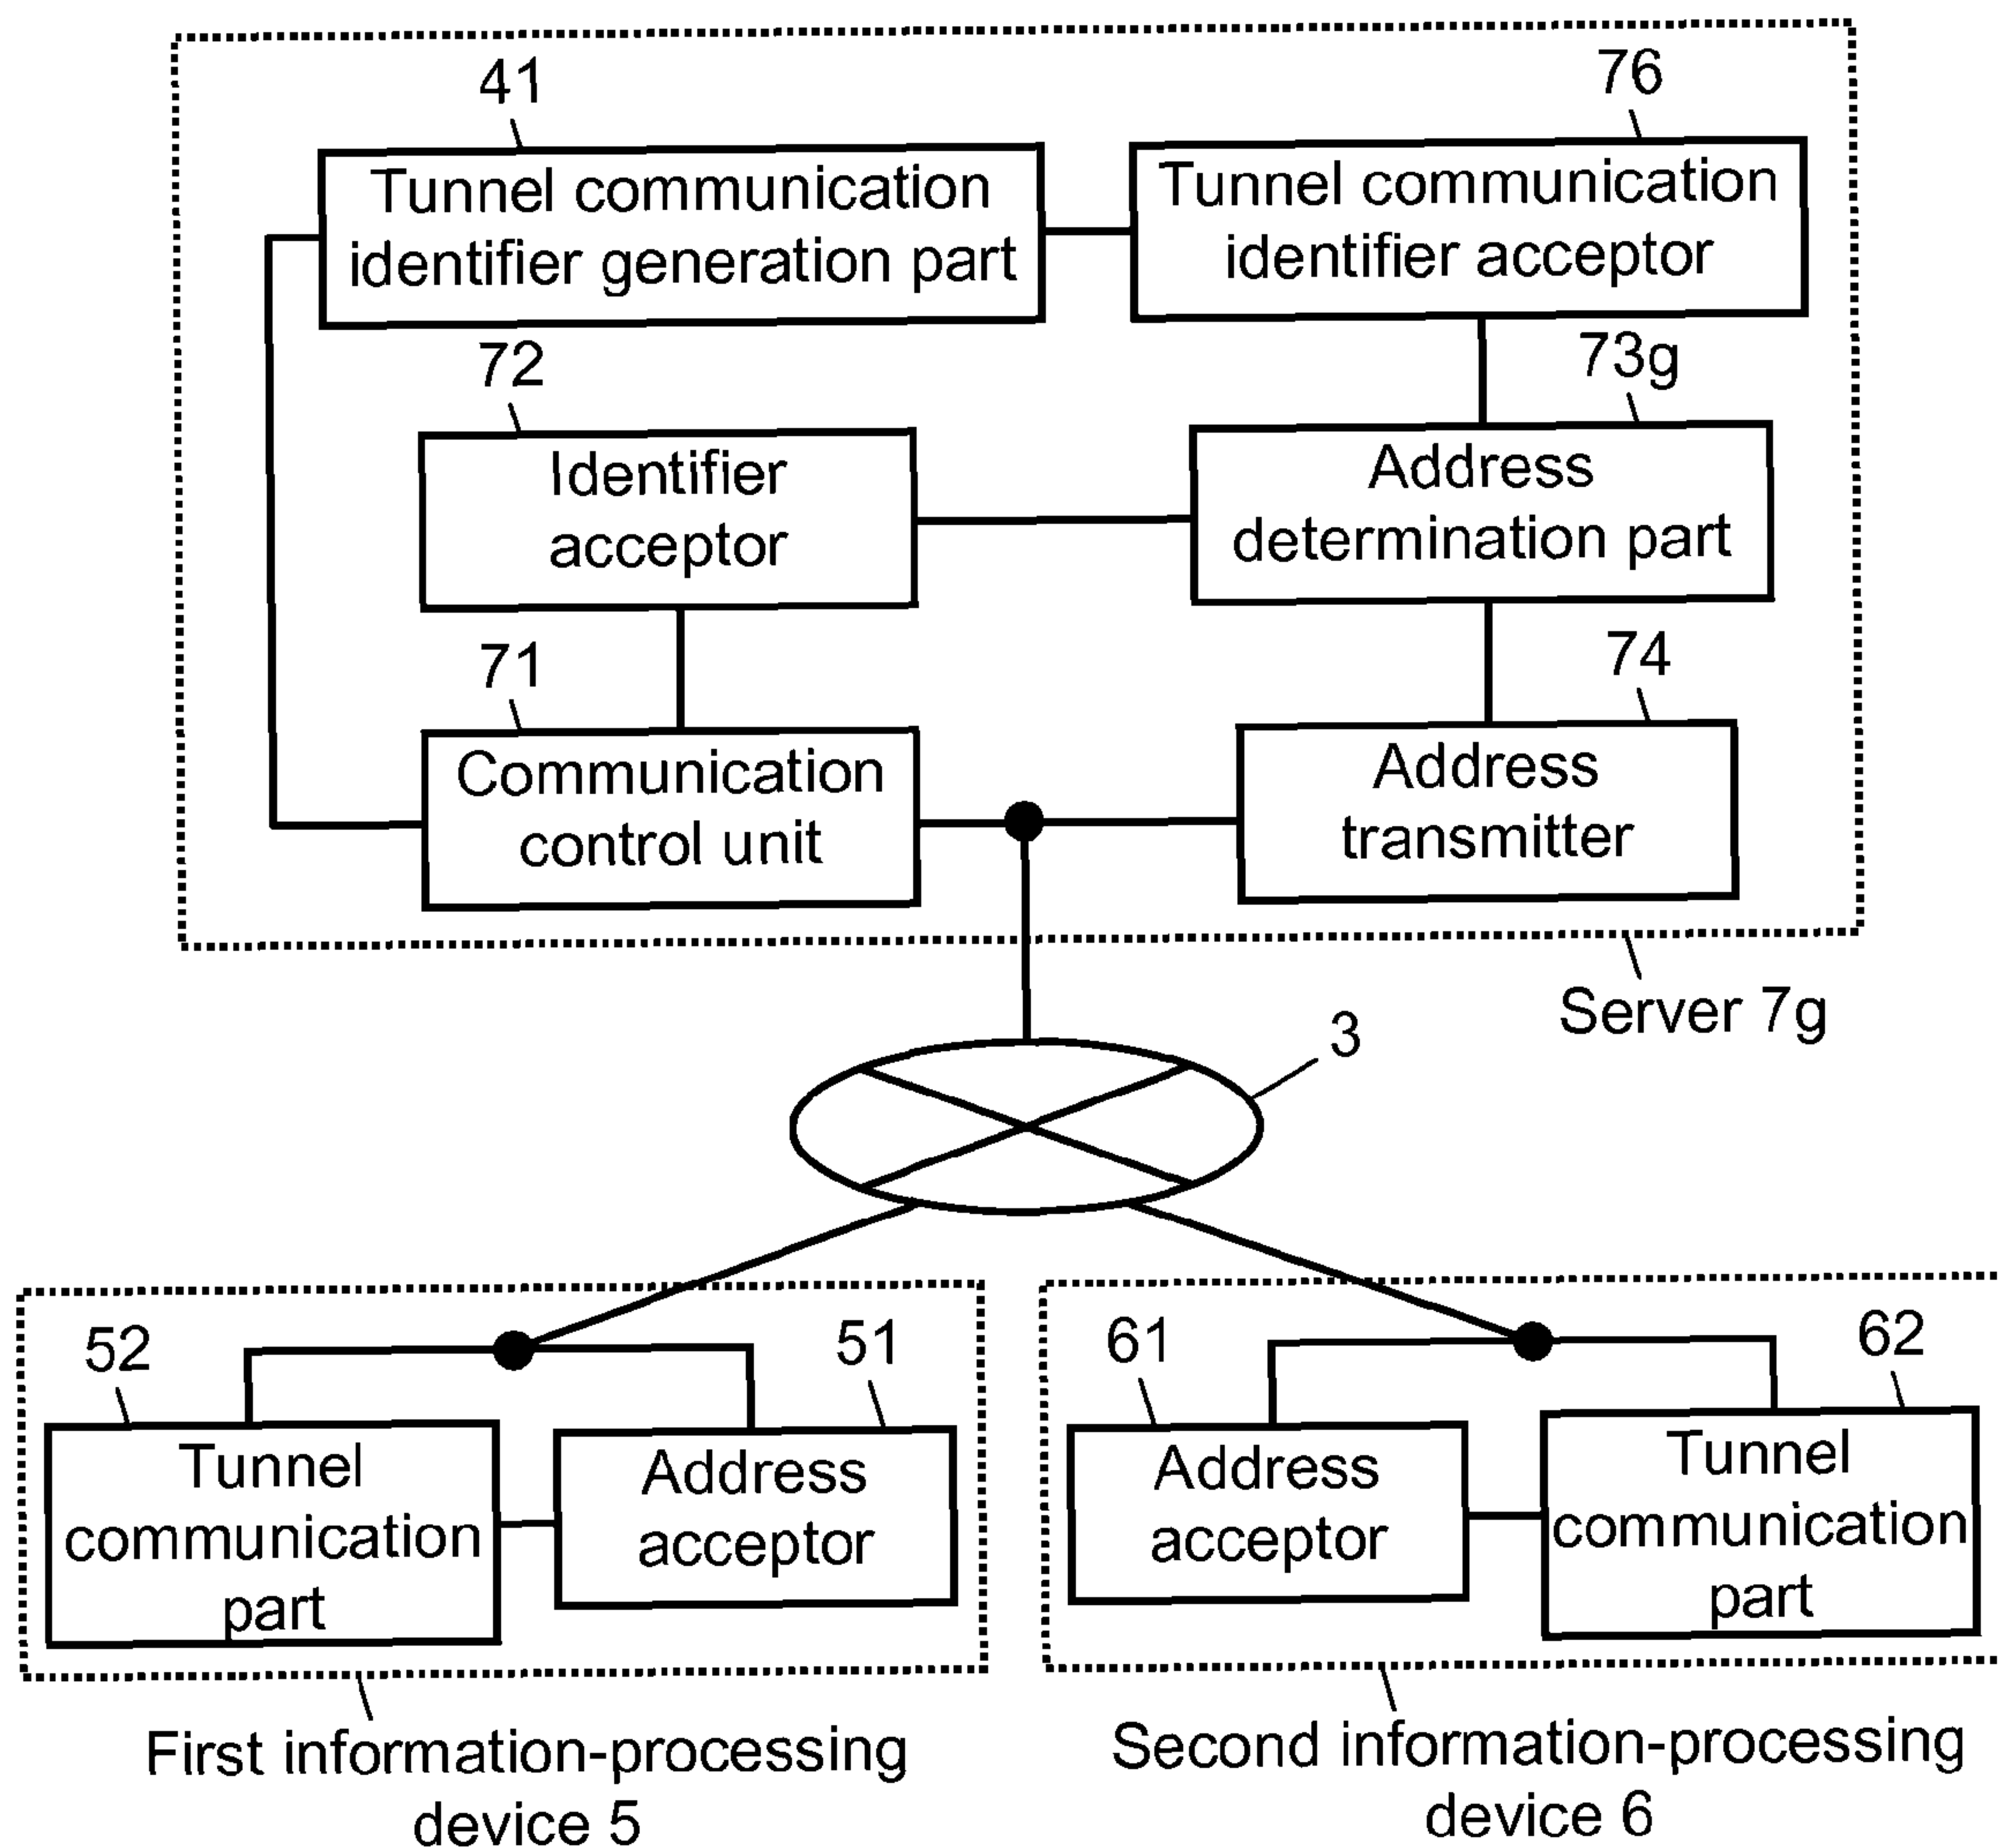 41
76
Tunnel communication
identifier generation part
Tunnel communication
identifier acceptor
72
73g
Identifier
acceptor
Address
determination part
71
74
Communication
control unit
Address
transmitter
Server 7g
3
52
51
61
62
Tunnel
communication
part
Address
acceptor
Address
acceptor
Tunnel
communication
part
First information-processing
device 5
Second information-processing
device 6